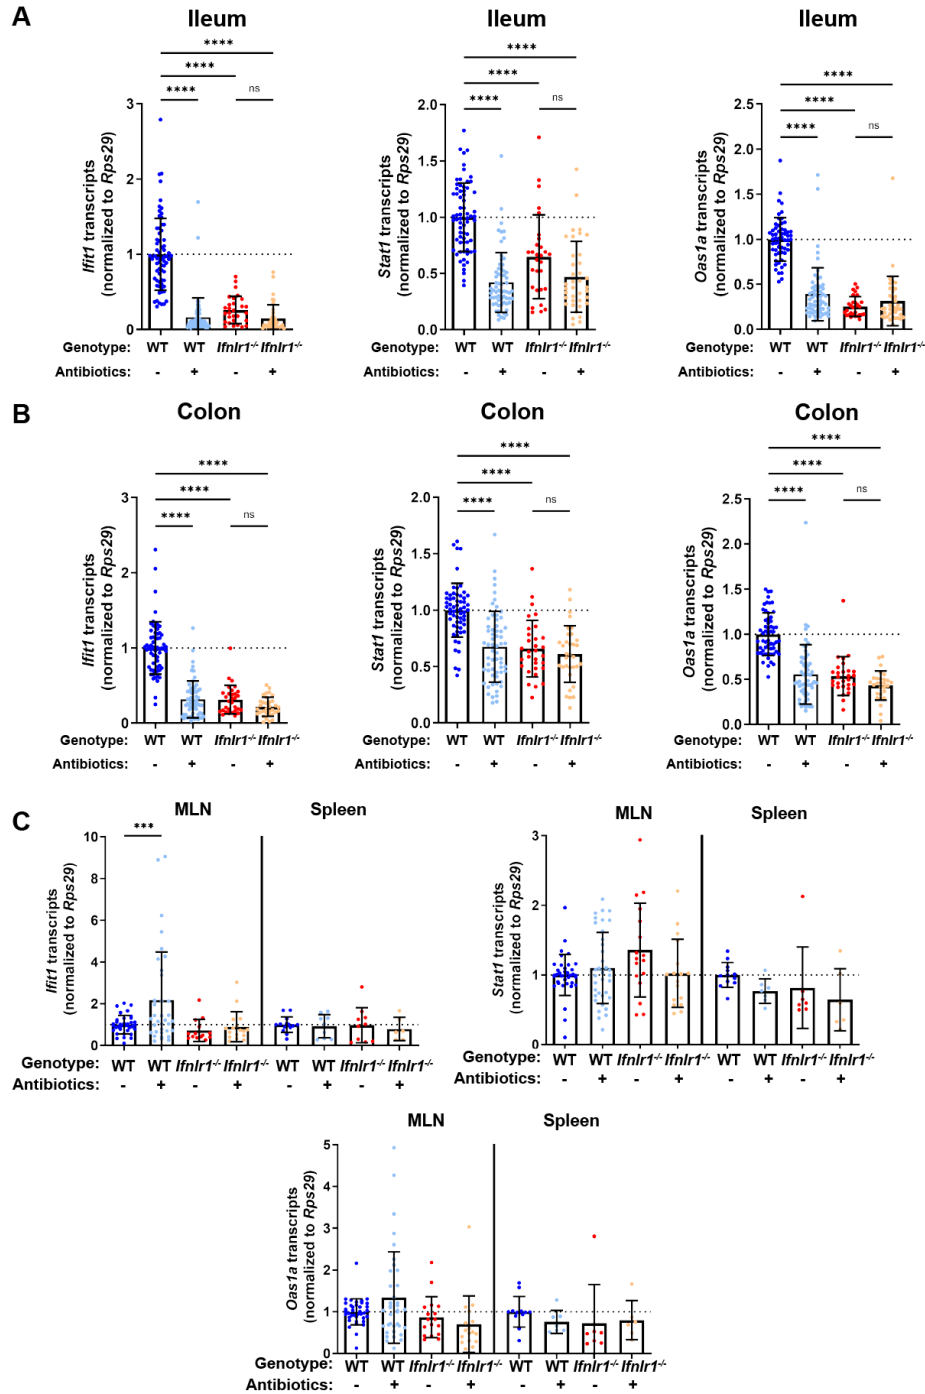 A
Ileum
Ileum
Ileum
****
****
****
ns
****
****
****
ns
****
****
****
ns
Ifit1 transcripts
(normalized to Rps29)
3
2
1
0
Stat1 transcripts
(normalized to Rps29)
2.0
1.5
1.0
0.5
0.0
Oas1a transcripts
(normalized to Rps29)
2.5
2.0
1.5
1.0
0.5
0.0
Genotype: WT WT Ifnlr1-/- Ifnlr1-/-
Antibiotics: - + - +
Genotype: WT WT Ifnlr1-/- Ifnlr1-/-
Antibiotics: - + - +
Genotype: WT WT Ifnlr1-/- Ifnlr1-/-
Antibiotics: - + - +
B
Colon
Colon
Colon
****
****
****
ns
****
****
****
ns
****
****
****
ns
Ifit1 transcripts
(normalized to Rps29)
3
2
1
0
Stat1 transcripts
(normalized to Rps29)
2.0
1.5
1.0
0.5
0.0
Oas1a transcripts
(normalized to Rps29)
2.5
2.0
1.5
1.0
0.5
0.0
Genotype: WT WT Ifnlr1-/- Ifnlr1-/-
Antibiotics: - + - +
Genotype: WT WT Ifnlr1-/- Ifnlr1-/-
Antibiotics: - + - +
Genotype: WT WT Ifnlr1-/- Ifnlr1-/-
Antibiotics: - + - +
C
MLN Spleen
***
Ifit1 transcripts
(normalized to Rps29)
10
8
6
4
2
0
Genotype: WT WT Ifnlr1-/- Ifnlr1-/- WT WT Ifnlr1-/- Ifnlr1-/-
Antibiotics: - + - + - + - +
MLN Spleen
Stat1 transcripts
(normalized to Rps29)
3
2
1
0
Genotype: WT WT Ifnlr1-/- Ifnlr1-/- WT WT Ifnlr1-/- Ifnlr1-/-
Antibiotics: - + - + - + - +
MLN Spleen
Oas1a transcripts
(normalized to Rps29)
5
4
3
2
1
0
Genotype: WT WT Ifnlr1-/- Ifnlr1-/- WT WT Ifnlr1-/- Ifnlr1-/-
Antibiotics: - + - + - + - +